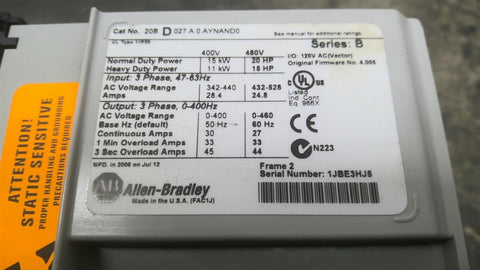 Cat No. 20B D 027 A 0 AYNAND0
See manual for additional ratings
UL Type 1/IP30
Series: B
400V 480V
I/O: 125V AC(Vector)
Normal Duty Power 15 kW 20 HP
Original Firmware No. 4.005
Heavy Duty Power 11 kW 15 HP
Input: 3 Phase, 47-63Hz
AC Voltage Range 342-440 432-528
Amps 28.4 24.8
C UL US
Listed
Ind Cont
Eq 966X
Output: 3 Phase, 0-400Hz
AC Voltage Range 0-400 0-460
Base Hz (default) 50 Hz 60 Hz
Continuous Amps 30 27
1 Min Overload Amps 33 33
3 Sec Overload Amps 45 44
N223
MFD. in 2008 on Jul 12
Frame 2
Serial Number: 1JBE3HJ5
AB
Allen-Bradley
Made in the U.S.A. (FAC1J)
ATTENTION!
STATIC SENSITIVE
PROPER HANDLING AND GROUNDING
PRECAUTIONS REQUIRED